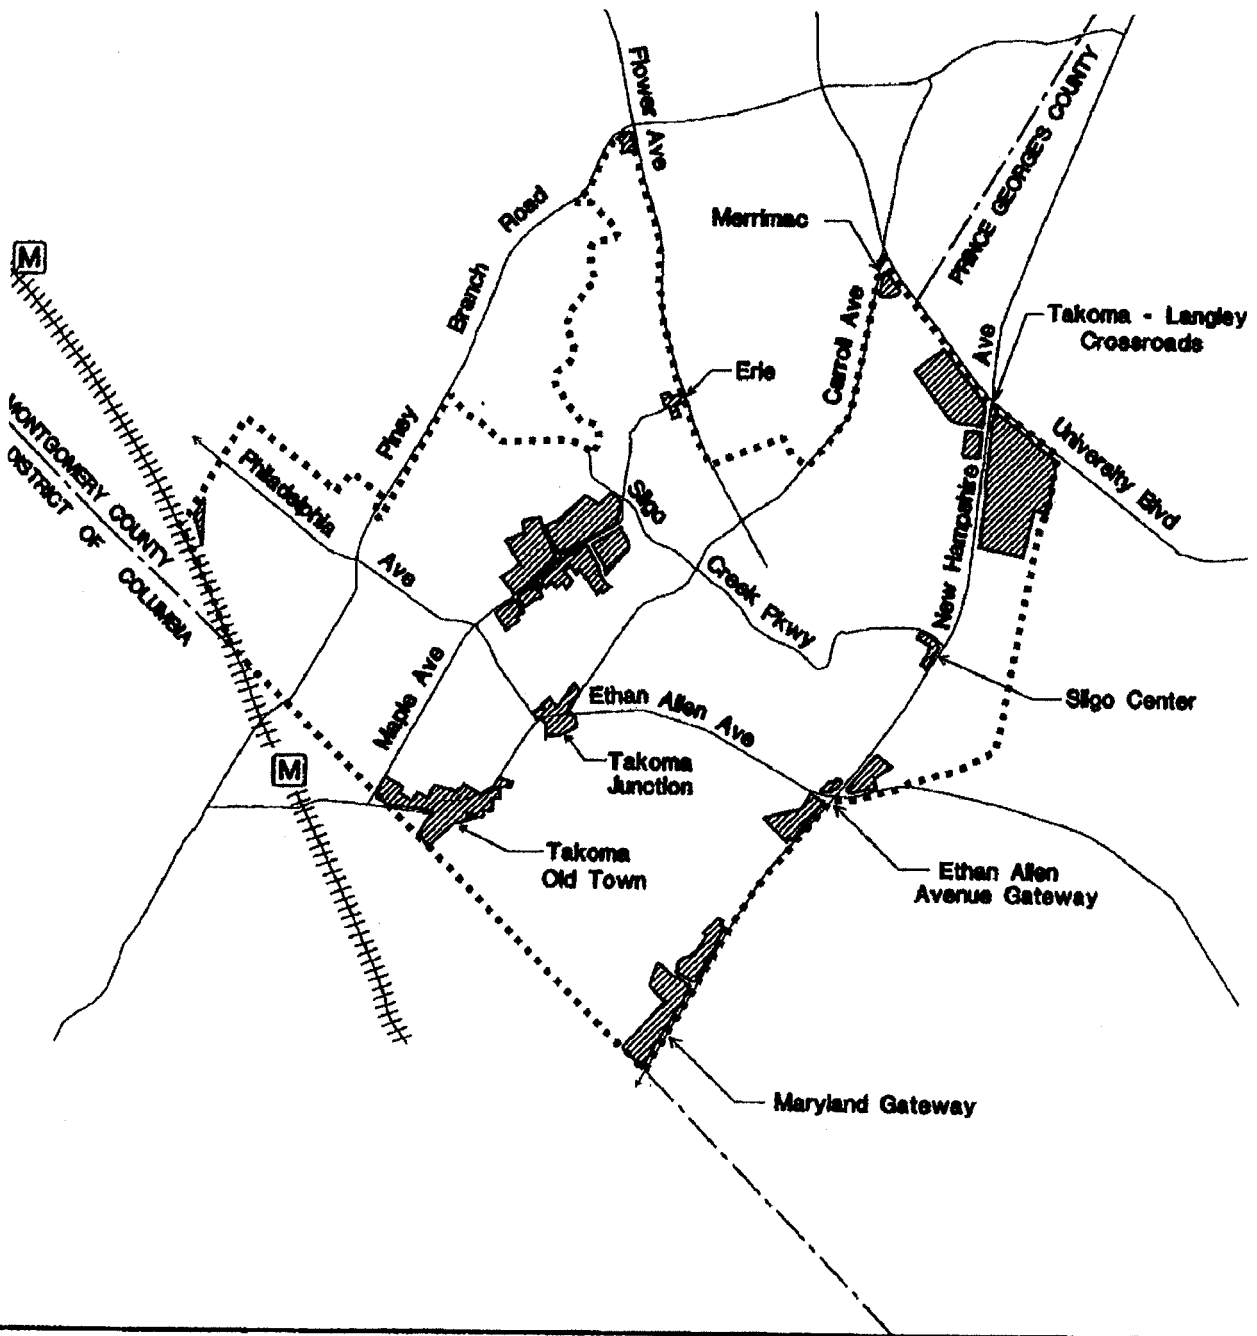 Flower Ave
PRINCE GEORGE'S COUNTY
Piney Branch Road
Merrimac
M
Takoma - Langley
Crossroads
Carroll Ave
Erie
MONTGOMERY COUNTY
DISTRICT OF COLUMBIA
Philadelphia Ave
University Blvd
New Hampshire Ave
Sligo Creek Pkwy
Maple Ave
Ethan Allen Ave
Sligo Center
Takoma
Junction
M
Takoma
Old Town
Ethan Allen
Avenue Gateway
Maryland Gateway